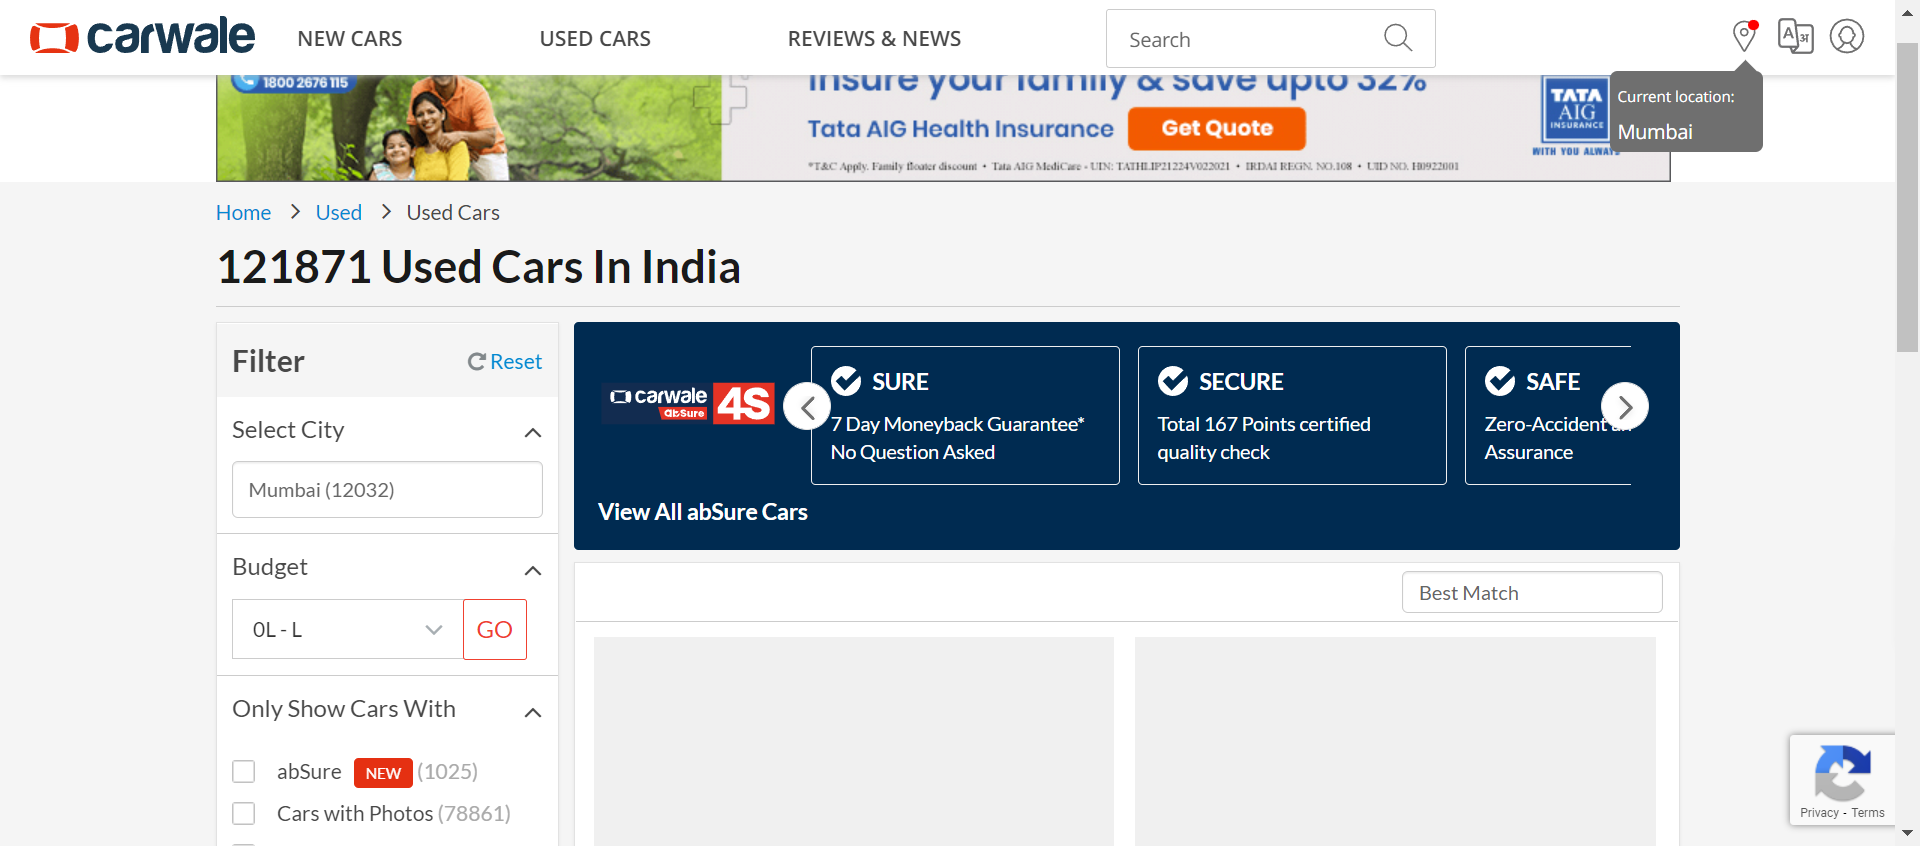 carwale
NEW CARS
USED CARS
REVIEWS & NEWS
Search
A अ
Current location:
Mumbai
1800 2676 115
Insure your family & save upto 32%
Tata AIG Health Insurance
Get Quote
*T&C Apply. Family floater discount • Tata AIG MediCare - UIN: TATHLIP21224V022021 • IRDAI REGN. NO.108 • UID NO. H0922001
TATA
AIG
INSURANCE
WITH YOU ALWAYS
Home > Used > Used Cars
121871 Used Cars In India
Filter
Reset
Select City
Mumbai (12032)
Budget
0L - L
GO
Only Show Cars With
abSure NEW (1025)
Cars with Photos (78861)
carwale
abSure
4S
SURE
7 Day Moneyback Guarantee*
No Question Asked
SECURE
Total 167 Points certified
quality check
SAFE
Zero-Accident
Assurance
View All abSure Cars
Best Match
Privacy - Terms